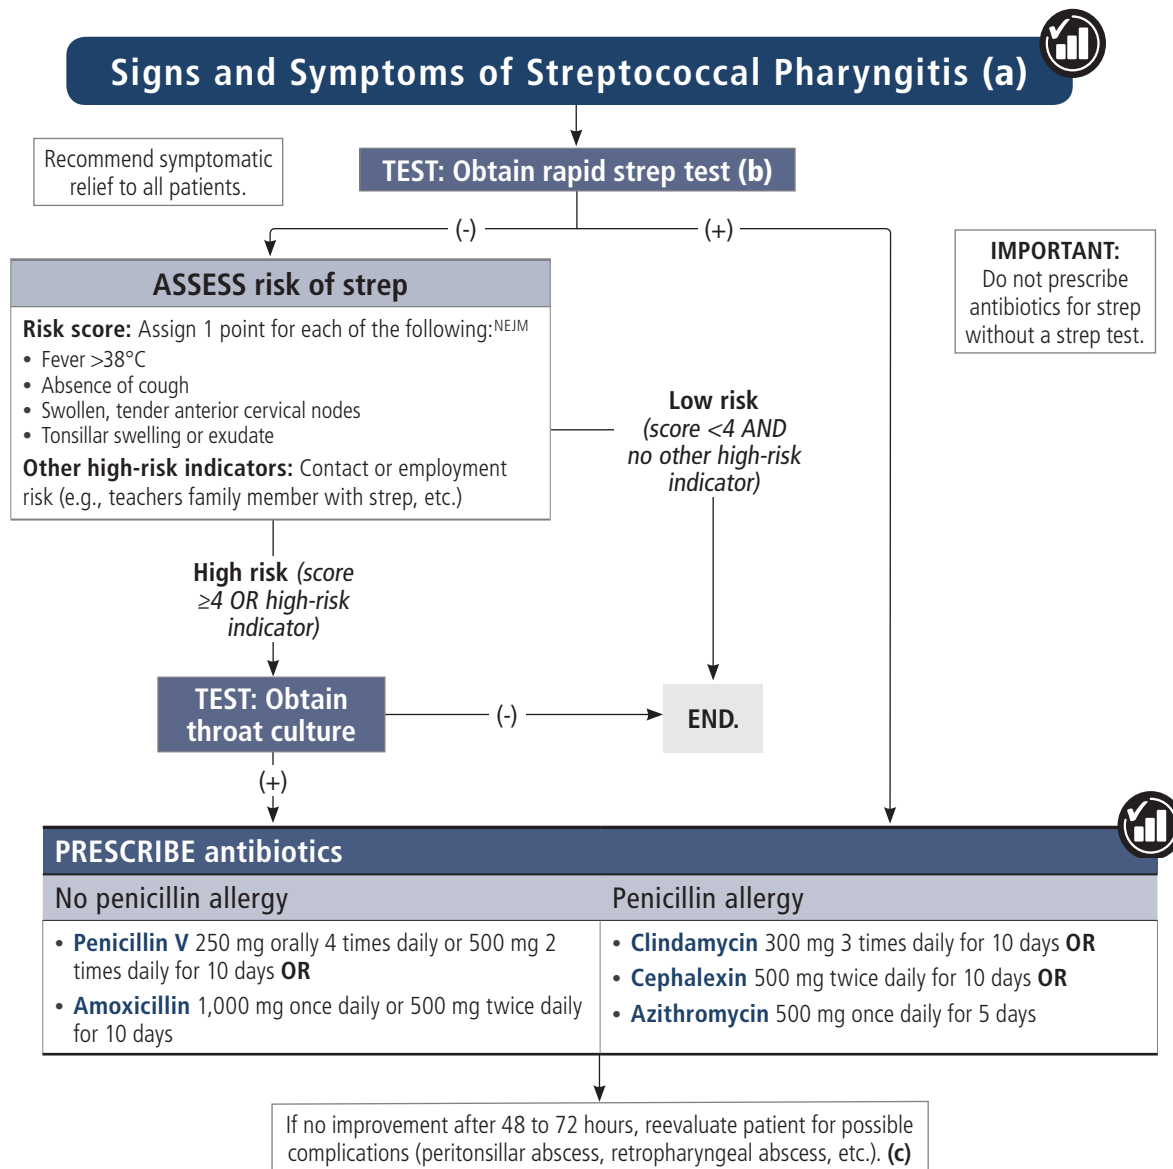 Signs and Symptoms of Streptococcal Pharyngitis (a)
Recommend symptomatic
relief to all patients.
TEST: Obtain rapid strep test (b)
(-)
(+)
IMPORTANT:
Do not prescribe
antibiotics for strep
without a strep test.
ASSESS risk of strep
Risk score: Assign 1 point for each of the following:NEJM
• Fever >38°C
• Absence of cough
• Swollen, tender anterior cervical nodes
• Tonsillar swelling or exudate
Other high-risk indicators: Contact or employment
risk (e.g., teachers family member with strep, etc.)
Low risk
(score <4 AND
no other high-risk
indicator)
High risk (score
≥4 OR high-risk
indicator)
TEST: Obtain
throat culture
(-)
END.
(+)
PRESCRIBE antibiotics
No penicillin allergy
• Penicillin V 250 mg orally 4 times daily or 500 mg 2
times daily for 10 days OR
• Amoxicillin 1,000 mg once daily or 500 mg twice daily
for 10 days
Penicillin allergy
• Clindamycin 300 mg 3 times daily for 10 days OR
• Cephalexin 500 mg twice daily for 10 days OR
• Azithromycin 500 mg once daily for 5 days
If no improvement after 48 to 72 hours, reevaluate patient for possible
complications (peritonsillar abscess, retropharyngeal abscess, etc.). (c)